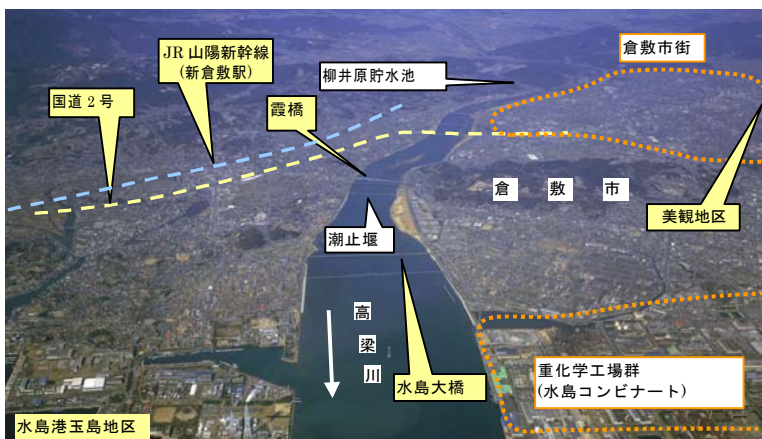 JR 山陽新幹線
(新倉敷駅)
倉敷市街
柳井原貯水池
国道 2 号
霞橋
倉 敷 市
美観地区
潮止堰
高
梁
川
水島大橋
重化学工場群
(水島コンビナート)
水島港玉島地区